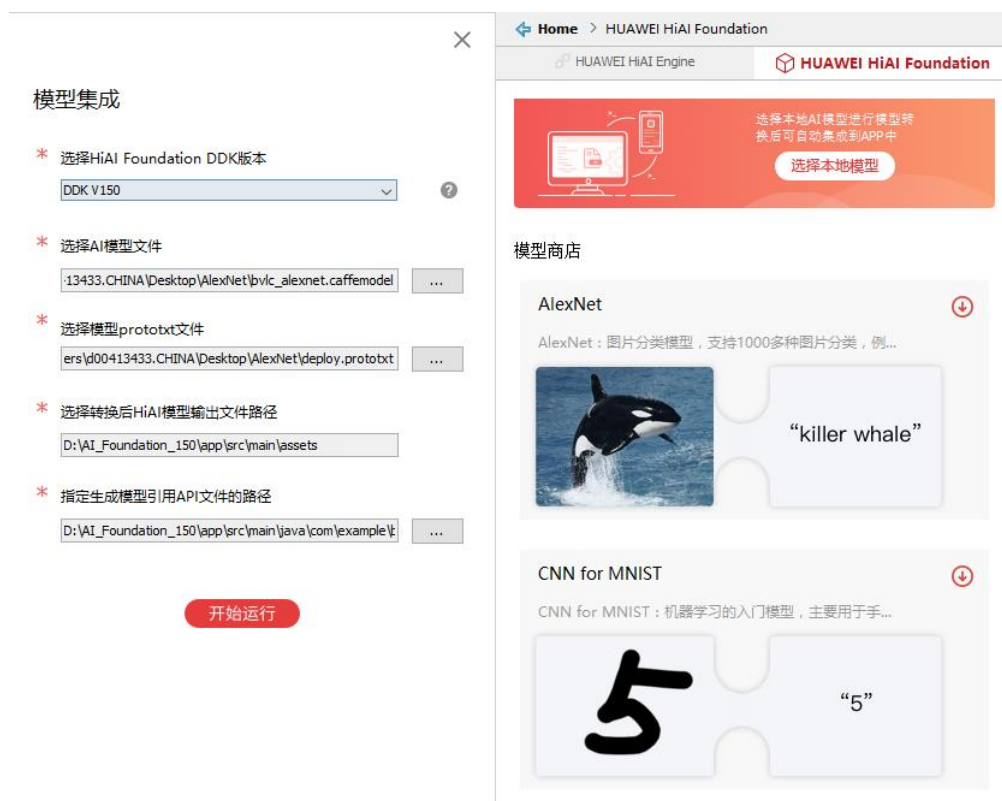 模型集成
* 选择HiAI Foundation DDK版本
DDK V150
?
* 选择AI模型文件
13433.CHINA\Desktop\AlexNet\bvlc_alexnet.caffemodel
...
* 选择模型prototxt文件
ers\d00413433.CHINA\Desktop\AlexNet\deploy.prototxt
...
* 选择转换后HiAI模型输出文件路径
D:\AI_Foundation_150\app\src\main\assets
* 指定生成模型引用API文件的路径
D:\AI_Foundation_150\app\src\main\java\com\example\t
...
开始运行
Home > HUAWEI HiAI Foundation
HUAWEI HiAI Engine
HUAWEI HiAI Foundation
选择本地AI模型进行模型转
换后可自动集成到APP中
选择本地模型
模型商店
AlexNet
AlexNet：图片分类模型，支持1000多种图片分类，例...
“killer whale”
CNN for MNIST
CNN for MNIST：机器学习的入门模型，主要用于手...
5
“5”